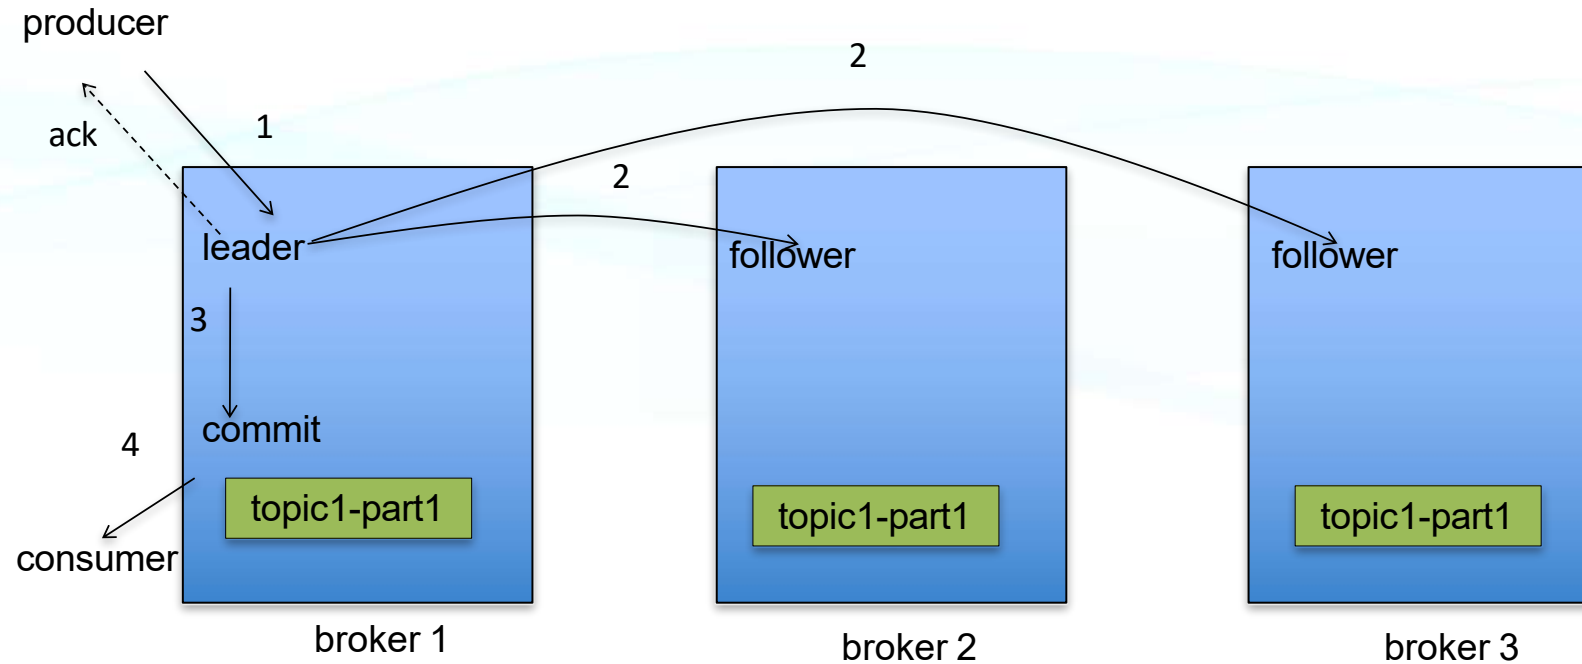 producer
2
ack
1
2
leader
follower
follower
3
commit
4
topic1-part1
topic1-part1
topic1-part1
consumer
broker 1
broker 2
broker 3